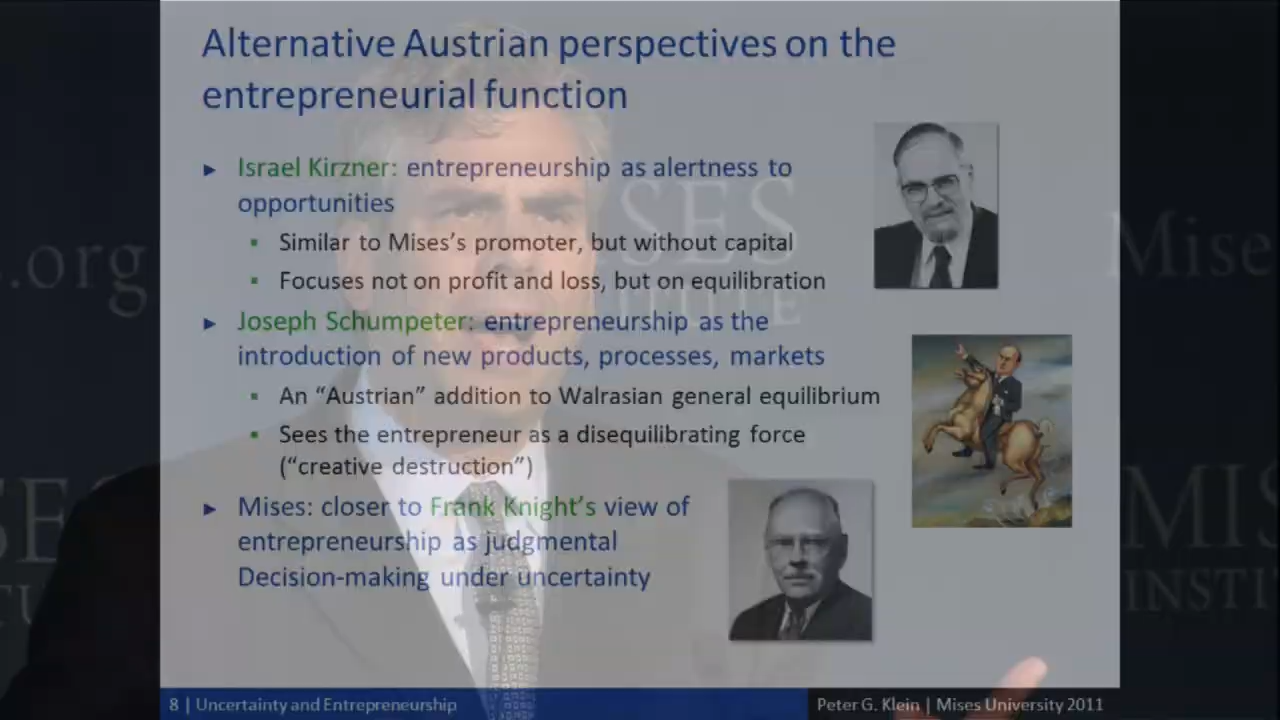 Alternative Austrian perspectives on the
entrepreneurial function
Israel Kirzner: entrepreneurship as alertness to
opportunities
Similar to Mises's promoter, but without capital
Focuses not on profit and loss, but on equilibration
Joseph Schumpeter: entrepreneurship as the
introduction of new products, processes, markets
An “Austrian” addition to Walrasian general equilibrium
Sees the entrepreneur as a disequilibrating force
(“creative destruction”)
Mises: closer to Frank Knight's view of
entrepreneurship as judgmental
Decision-making under uncertainty
8 | Uncertainty and Entrepreneurship
Peter G. Klein | Mises University 2011
s.org
Mise
MIS
INSTI